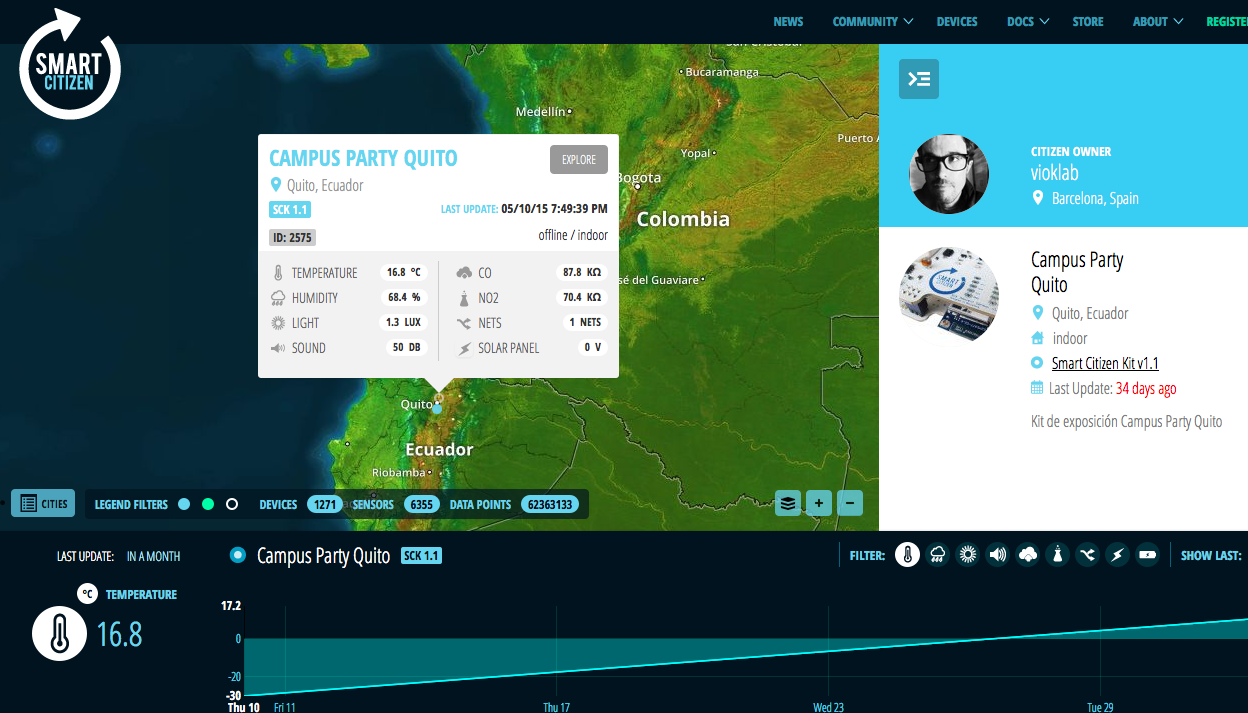 NEWS
COMMUNITY
DEVICES
DOCS
STORE
ABOUT
SMART
CITIZEN
Bucaramanga
Medellín
Puerto
Yopal
Bogota
Colombia
sé del Guaviare
CAMPUS PARTY QUITO
EXPLORE
Quito, Ecuador
SCK 1.1
LAST UPDATE: 05/10/15 7:49:39 PM
ID: 2575
offline / indoor
TEMPERATURE 16.8 ºC
HUMIDITY 68.4 %
LIGHT 1.3 LUX
SOUND 50 DB
CO 87.8 KΩ
NO2 70.4 KΩ
NETS 1 NETS
SOLAR PANEL 0 V
Quito
Ecuador
Riobamba
CITIZEN OWNER
vioklab
Barcelona, Spain
SMART
CITIZEN
Campus Party
Quito
Quito, Ecuador
indoor
Smart Citizen Kit v1.1
Last Update: 34 days ago
Kit de exposición Campus Party Quito
CITIES
LEGEND FILTERS
DEVICES 1271 SENSORS 6355 DATA POINTS 62363133
+
−
LAST UPDATE: IN A MONTH
Campus Party Quito SCK 1.1
FILTER:
SHOW LAST:
ºC TEMPERATURE
16.8
17.2
0
-20
-30
Thu 10 Fri 11 Thu 17 Wed 23 Tue 29